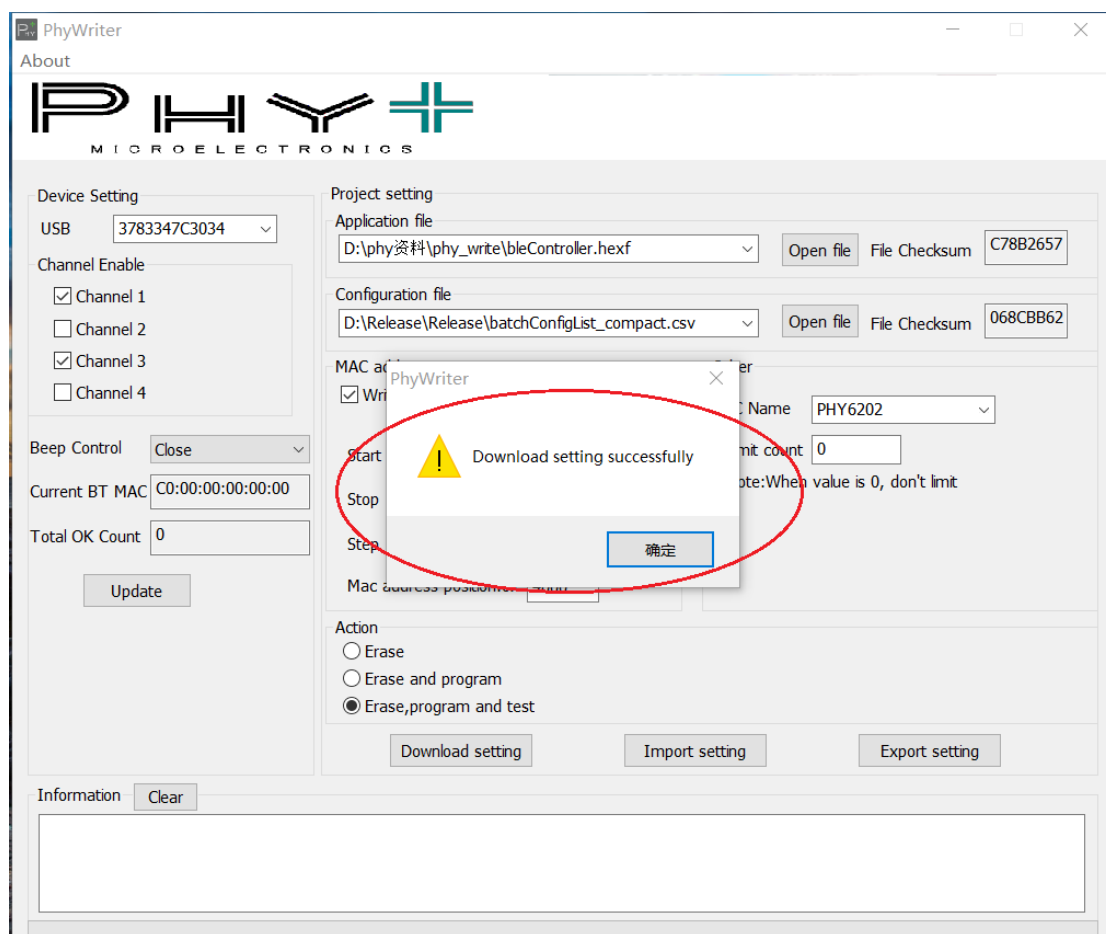 PhyWriter
About
PHY+
MICROELECTRONICS
Device Setting
USB 3783347C3034
Channel Enable
Channel 1
Channel 2
Channel 3
Channel 4
Beep Control Close
Current BT MAC C0:00:00:00:00:00
Total OK Count 0
Update
Project setting
Application file
D:\phy资料\phy_write\bleController.hexf Open file File Checksum C78B2657
Configuration file
D:\Release\Release\batchConfigList_compact.csv Open file File Checksum 068CBB62
MAC
Start
Stop
Step
Mac address
Name PHY6202
count 0
When value is 0, don't limit
PhyWriter
Download setting successfully
确定
Action
Erase
Erase and program
Erase,program and test
Download setting Import setting Export setting
Information Clear